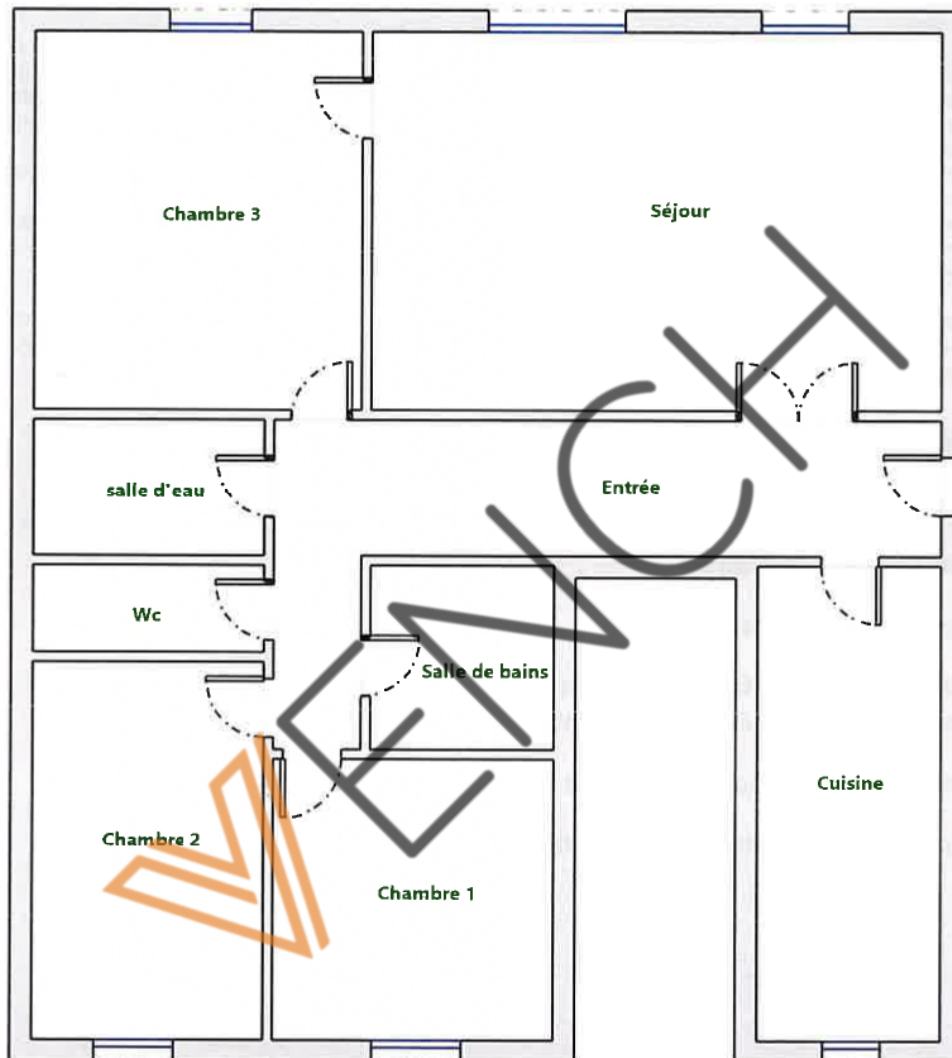 Chambre 3
Séjour
salle d'eau
Entrée
Wc
Salle de bains
Cuisine
Chambre 2
Chambre 1
VENCH